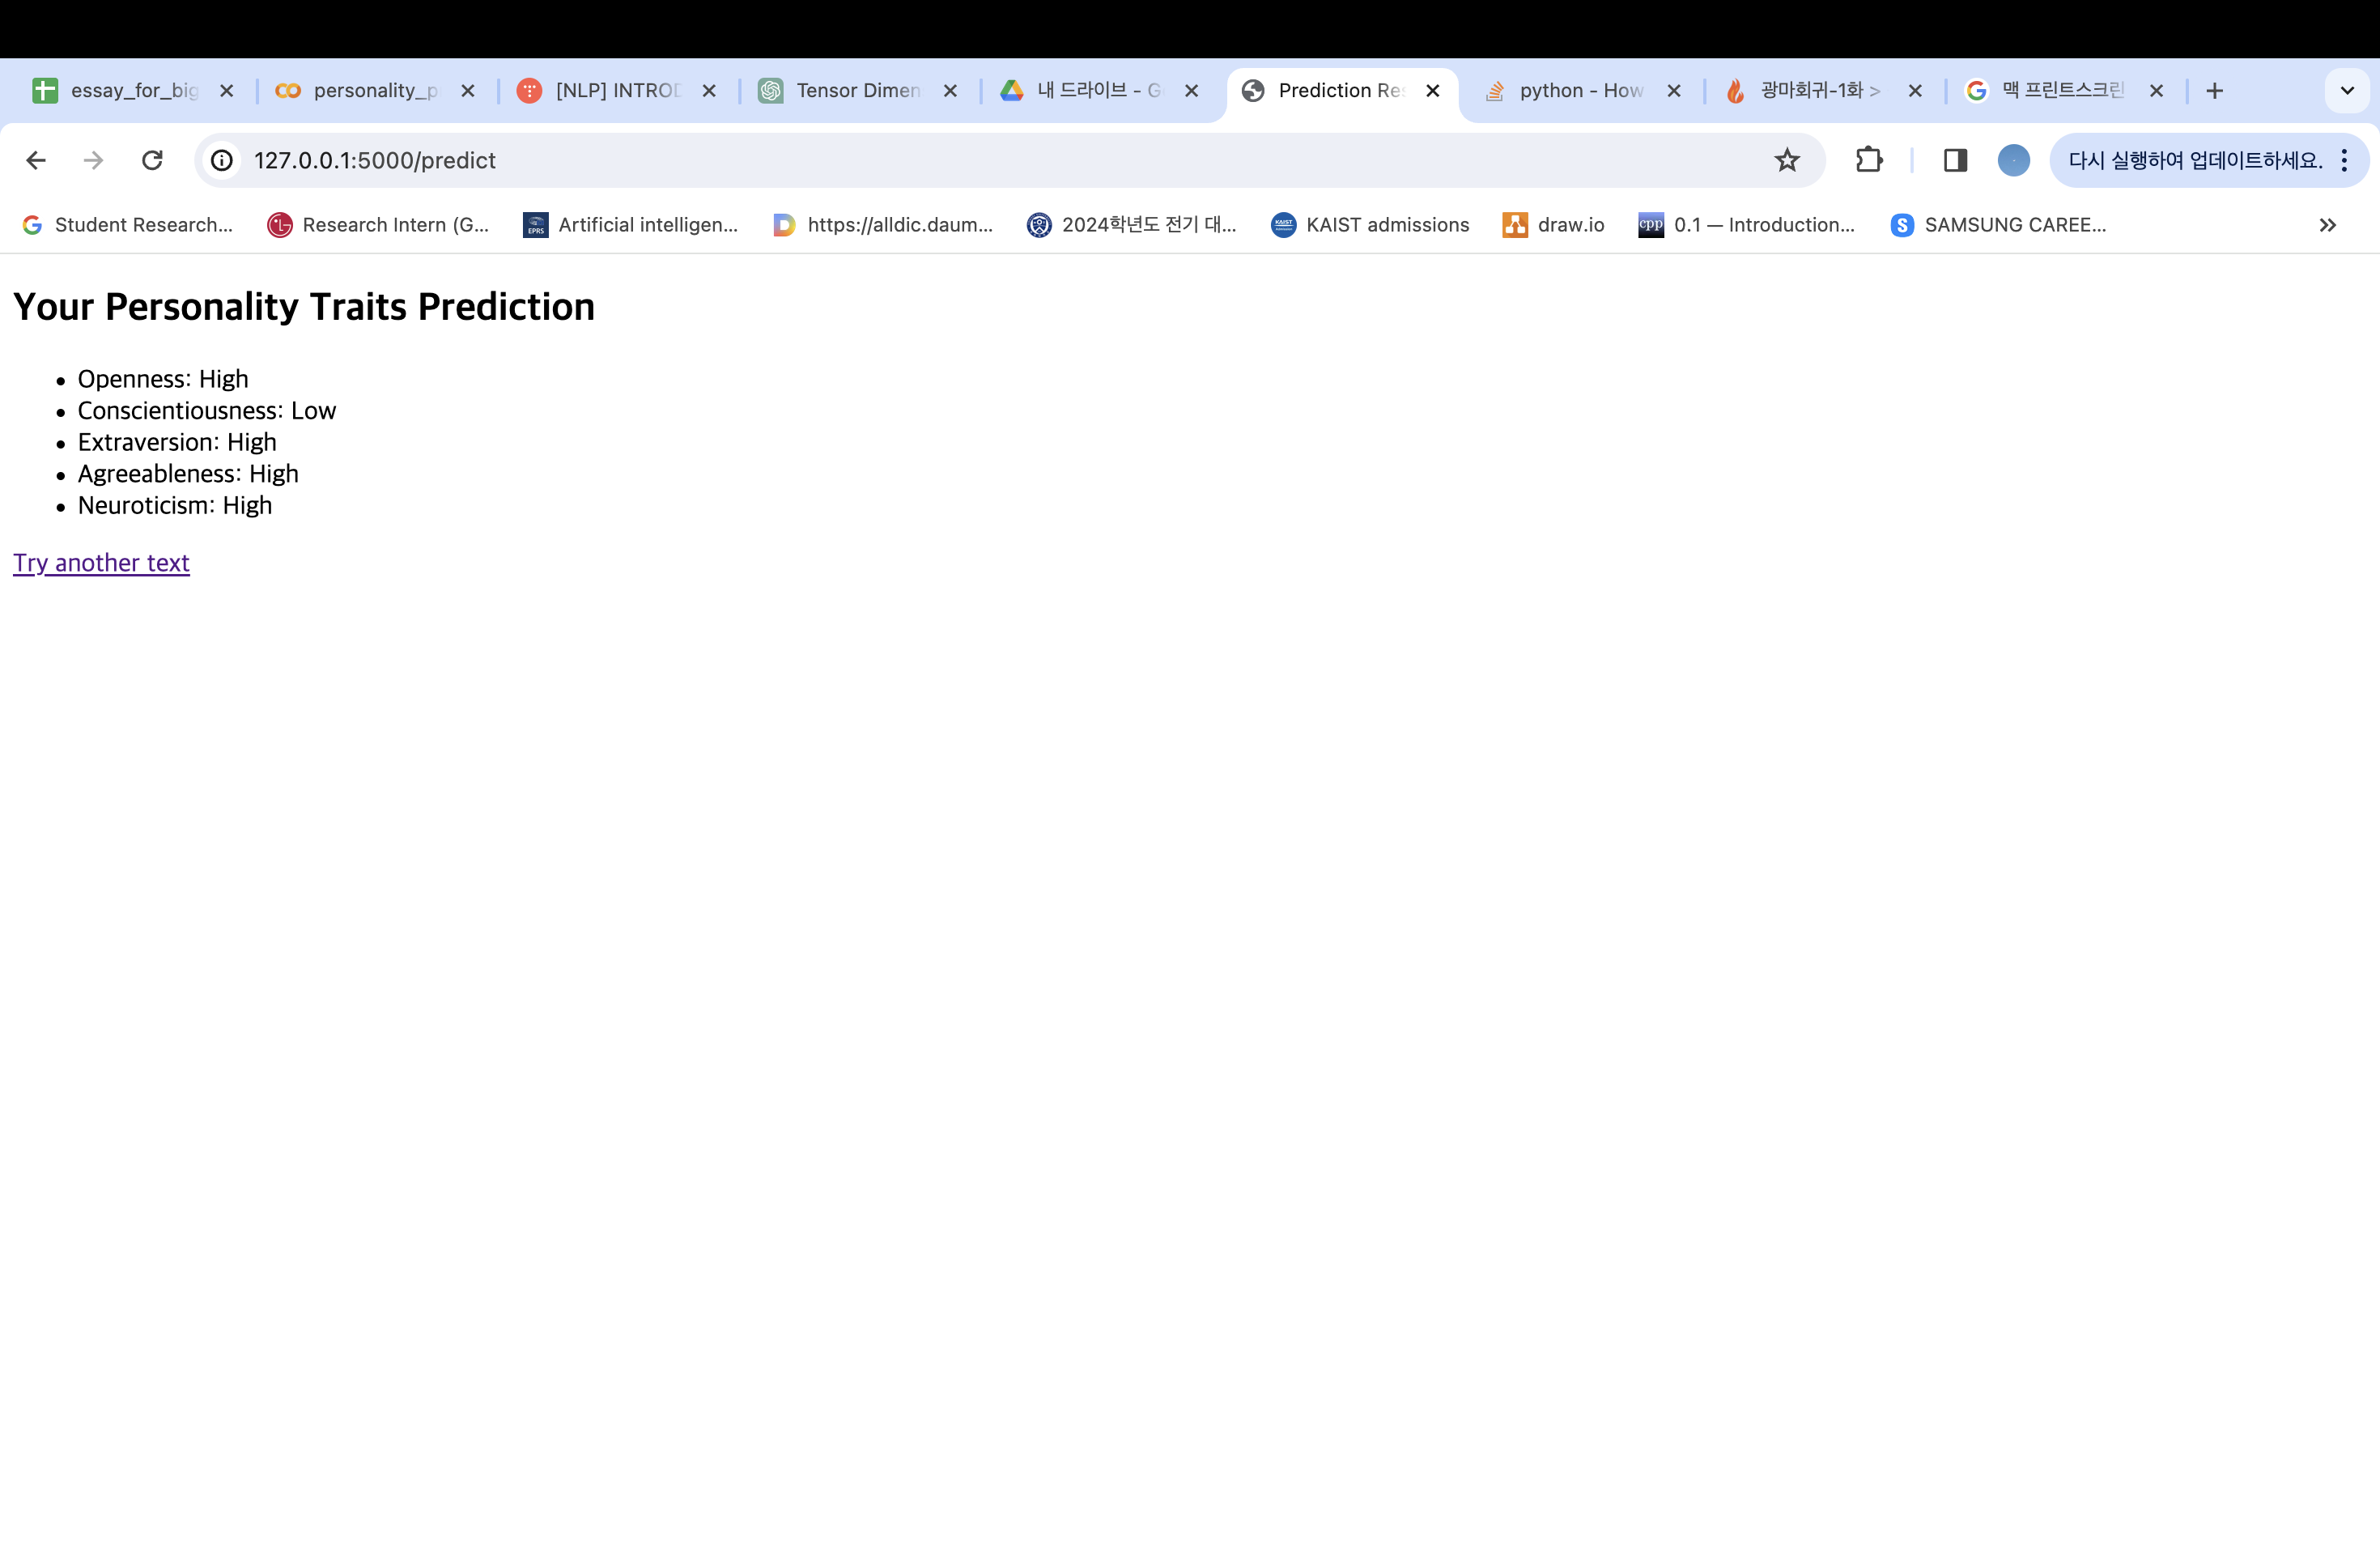 essay_for_big
personality_p
[NLP] INTROD
Tensor Dimen
내 드라이브 - G
Prediction Res
python - How
광마회귀-1화 >
맥 프린트스크린
127.0.0.1:5000/predict
다시 실행하여 업데이트하세요.
Student Research...
Research Intern (G...
EPRS
Artificial intelligen...
https://alldic.daum...
2024학년도 전기 대...
KAIST
KAIST admissions
draw.io
cpp
0.1 — Introduction...
SAMSUNG CAREE...
Your Personality Traits Prediction
• Openness: High
• Conscientiousness: Low
• Extraversion: High
• Agreeableness: High
• Neuroticism: High
Try another text